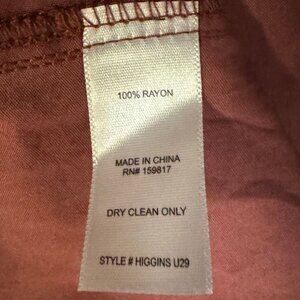 100% RAYON
MADE IN CHINA
RN# 159817
DRY CLEAN ONLY
STYLE # HIGGINS U29